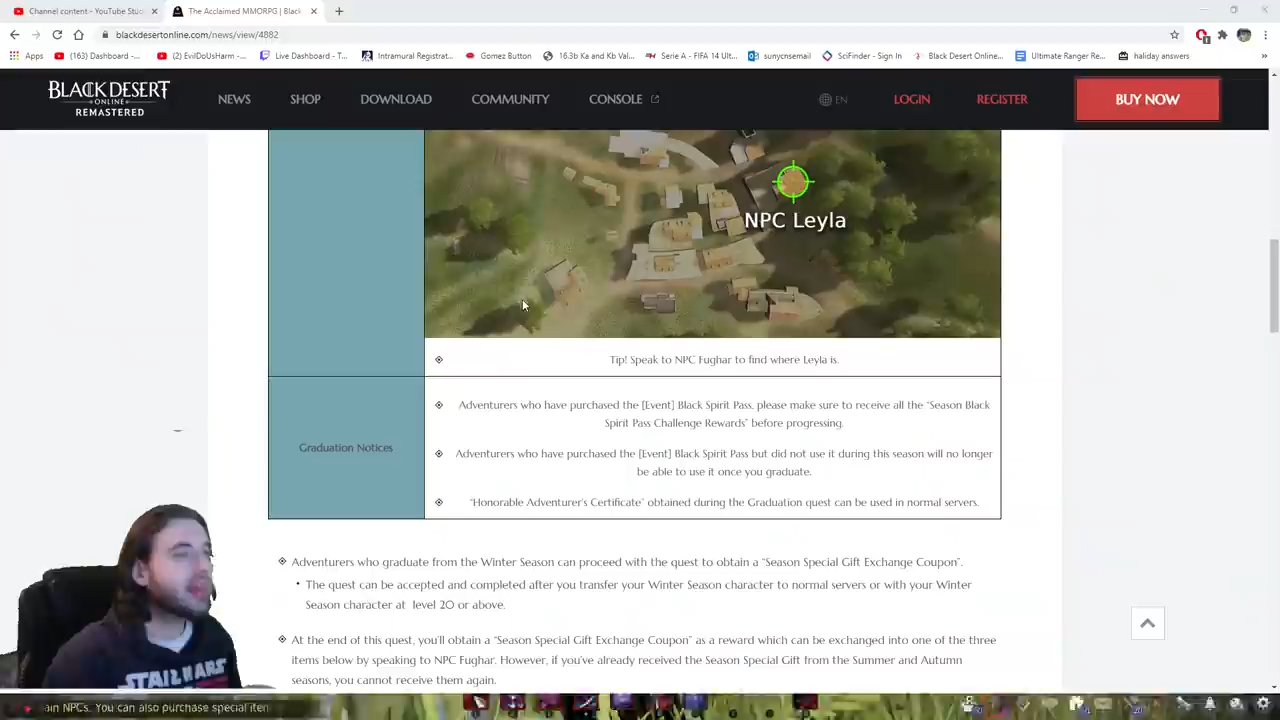 Channel content - YouTube Studi
The Acclaimed MMORPG | Black
blackdesertonline.com/news/view/4882
Apps
(163) Dashboard -...
(2) EvilDoUsHarm -...
Live Dashboard - T...
Intramural Registrat...
Gomez Button
16.3b Ka and Kb Val...
Serie A - FIFA 14 Ult...
sunycnsemail
SciFinder - Sign In
Black Desert Online...
Ultimate Ranger Re...
haliday answers
BLACK DESERT
ONLINE
REMASTERED
NEWS
SHOP
DOWNLOAD
COMMUNITY
CONSOLE
EN
LOGIN
REGISTER
BUY NOW
NPC Leyla
Tip! Speak to NPC Fughar to find where Leyla is.
Graduation Notices
Adventurers who have purchased the [Event] Black Spirit Pass, please make sure to receive all the "Season Black
Spirit Pass Challenge Rewards" before progressing.
Adventurers who have purchased the [Event] Black Spirit Pass but did not use it during this season will no longer
be able to use it once you graduate.
"Honorable Adventurer's Certificate" obtained during the Graduation quest can be used in normal servers.
Adventurers who graduate from the Winter Season can proceed with the quest to obtain a "Season Special Gift Exchange Coupon".
The quest can be accepted and completed after you transfer your Winter Season character to normal servers or with your Winter
Season character at level 20 or above.
At the end of this quest, you'll obtain a "Season Special Gift Exchange Coupon" as a reward which can be exchanged into one of the three
items below by speaking to NPC Fughar. However, if you've already received the Season Special Gift from the Summer and Autumn
seasons, you cannot receive them again.
STAR WARS
ain NPCs. You can also purchase special iten